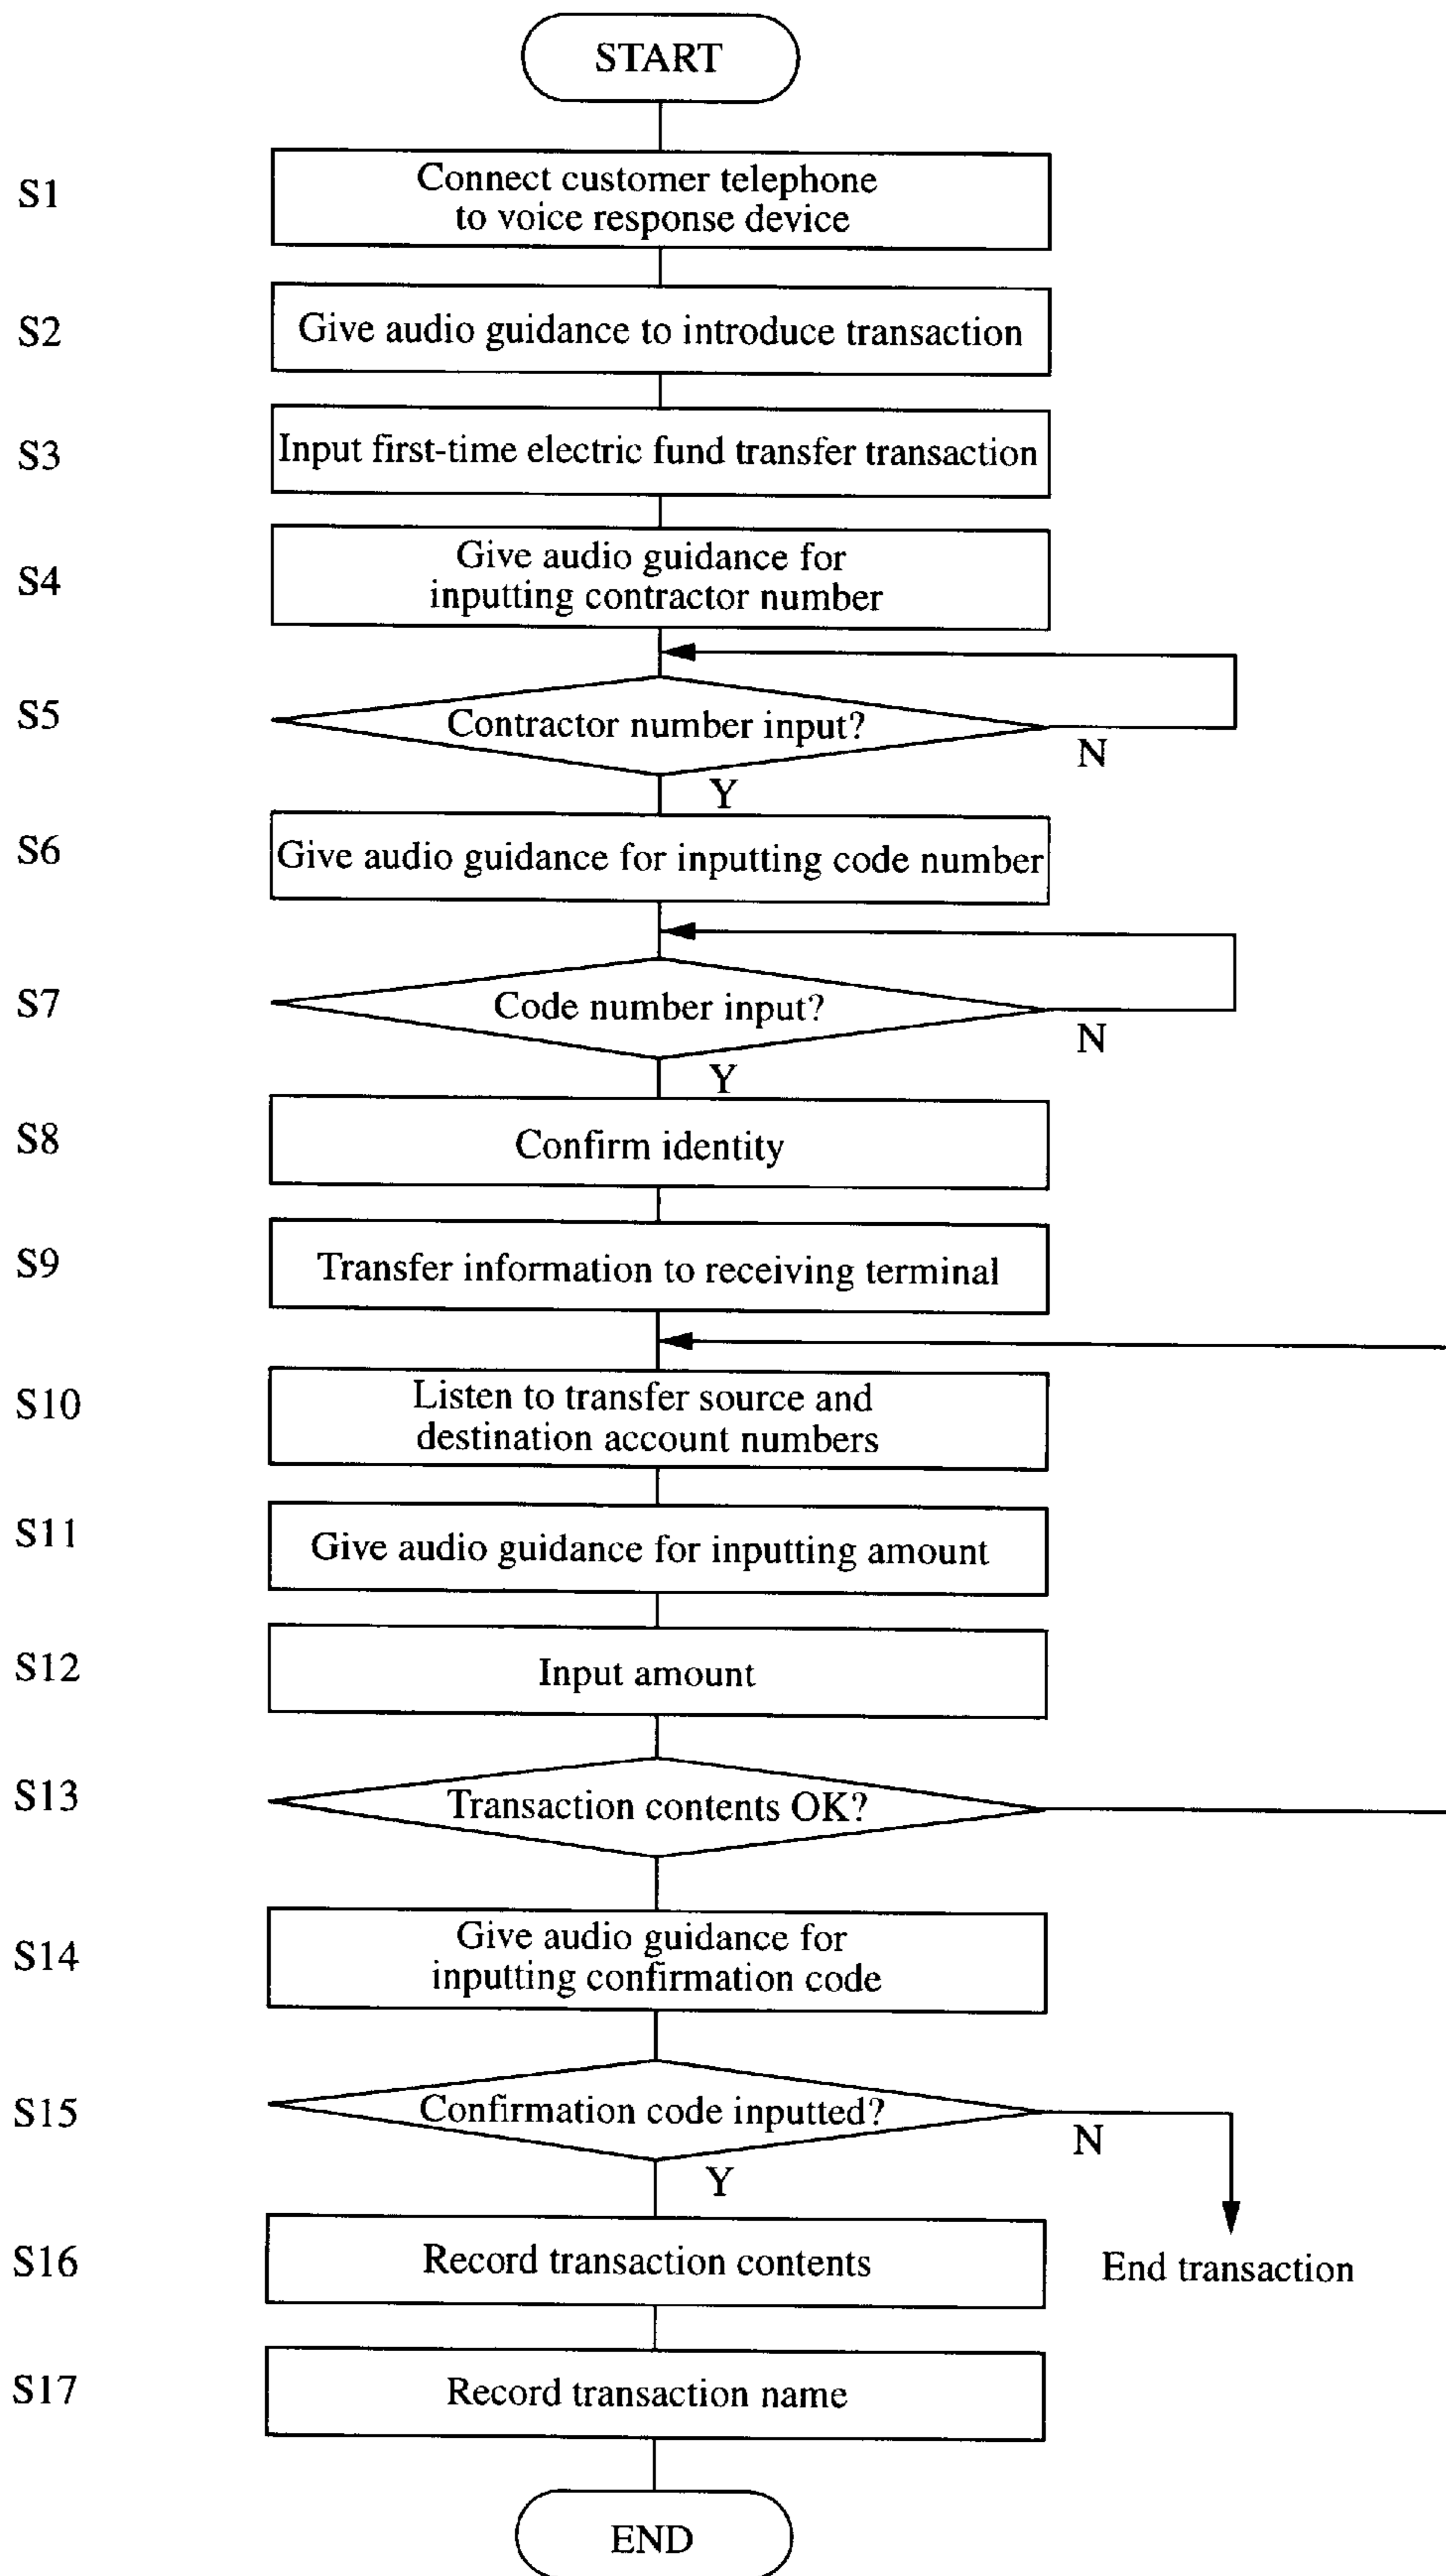 START
S1
Connect customer telephone
to voice response device
S2
Give audio guidance to introduce transaction
S3
Input first-time electric fund transfer transaction
S4
Give audio guidance for
inputting contractor number
S5
Contractor number input?
N
Y
S6
Give audio guidance for inputting code number
S7
Code number input?
N
Y
S8
Confirm identity
S9
Transfer information to receiving terminal
S10
Listen to transfer source and
destination account numbers
S11
Give audio guidance for inputting amount
S12
Input amount
S13
Transaction contents OK?
S14
Give audio guidance for
inputting confirmation code
S15
Confirmation code inputted?
N
Y
S16
Record transaction contents
End transaction
S17
Record transaction name
END